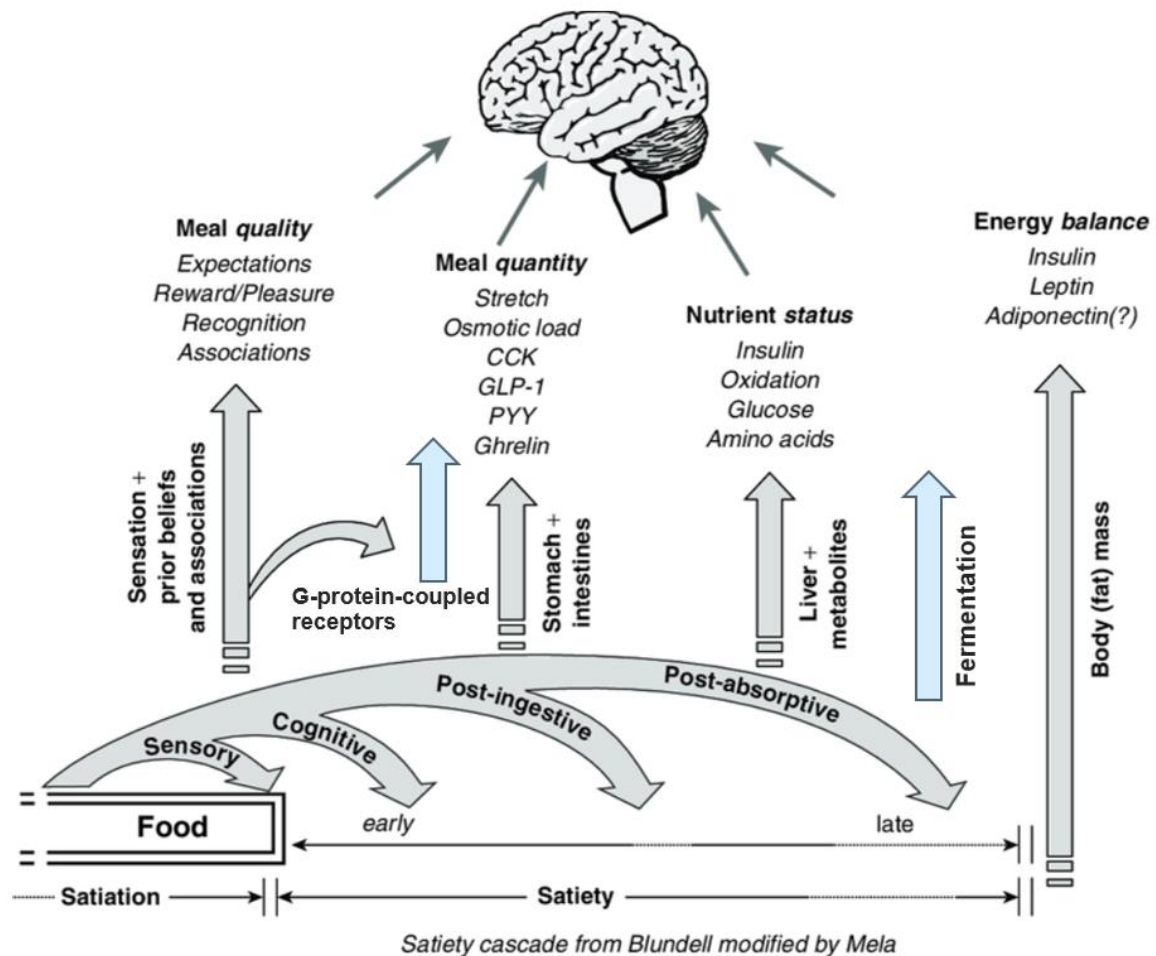 Meal quality
Expectations
Reward/Pleasure
Recognition
Associations
Meal quantity
Stretch
Osmotic load
CCK
GLP-1
PYY
Ghrelin
Nutrient status
Insulin
Oxidation
Glucose
Amino acids
Energy balance
Insulin
Leptin
Adiponectin(?)
Sensation +
prior beliefs
and associations
G-protein-coupled
receptors
Stomach +
intestines
Liver +
metabolites
Fermentation
Body (fat) mass
Sensory
Cognitive
Post-ingestive
Post-absorptive
Food
early
late
Satiation
Satiety
Satiety cascade from Blundell modified by Mela